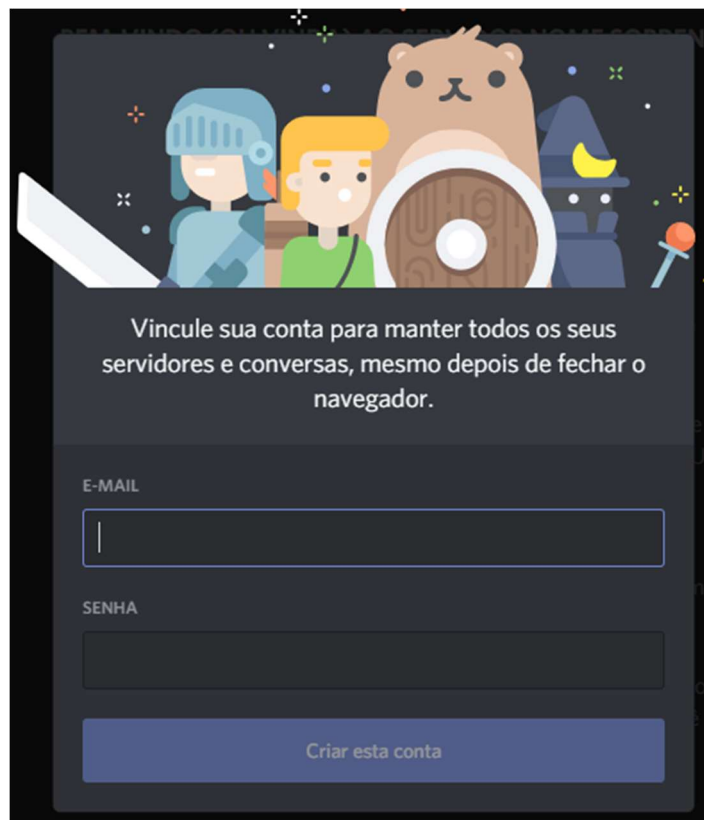 Vincule sua conta para manter todos os seus
servidores e conversas, mesmo depois de fechar o
navegador.
E-MAIL
SENHA
Criar esta conta